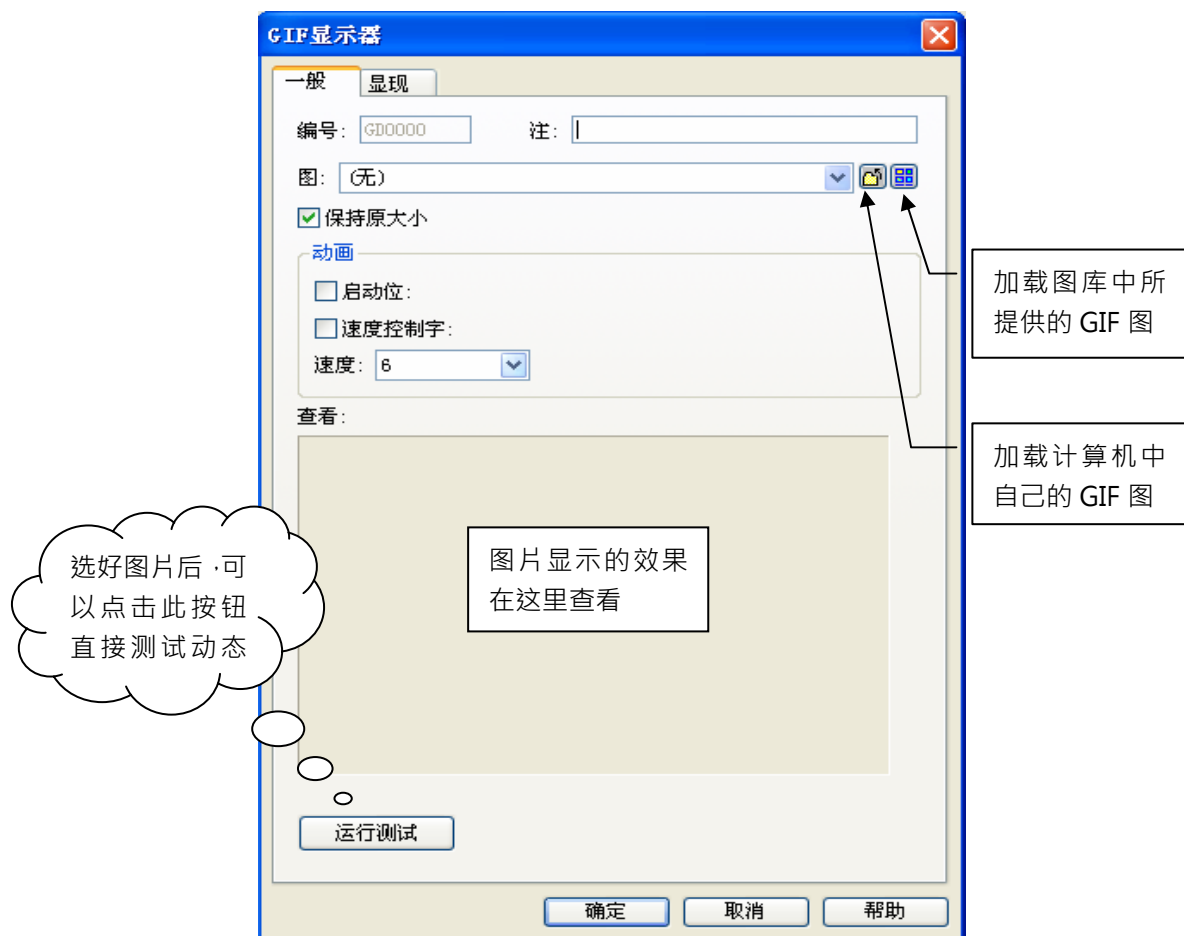 GIF显示器
一般
显现
编号: GD0000 注:
图: (无)
保持原大小
动画
启动位:
速度控制字:
速度: 6
查看:
加载图库中所
提供的 GIF 图
加载计算机中
自己的 GIF 图
图片显示的效果
在这里查看
选好图片后,可
以点击此按钮
直接测试动态
运行测试
确定 取消 帮助